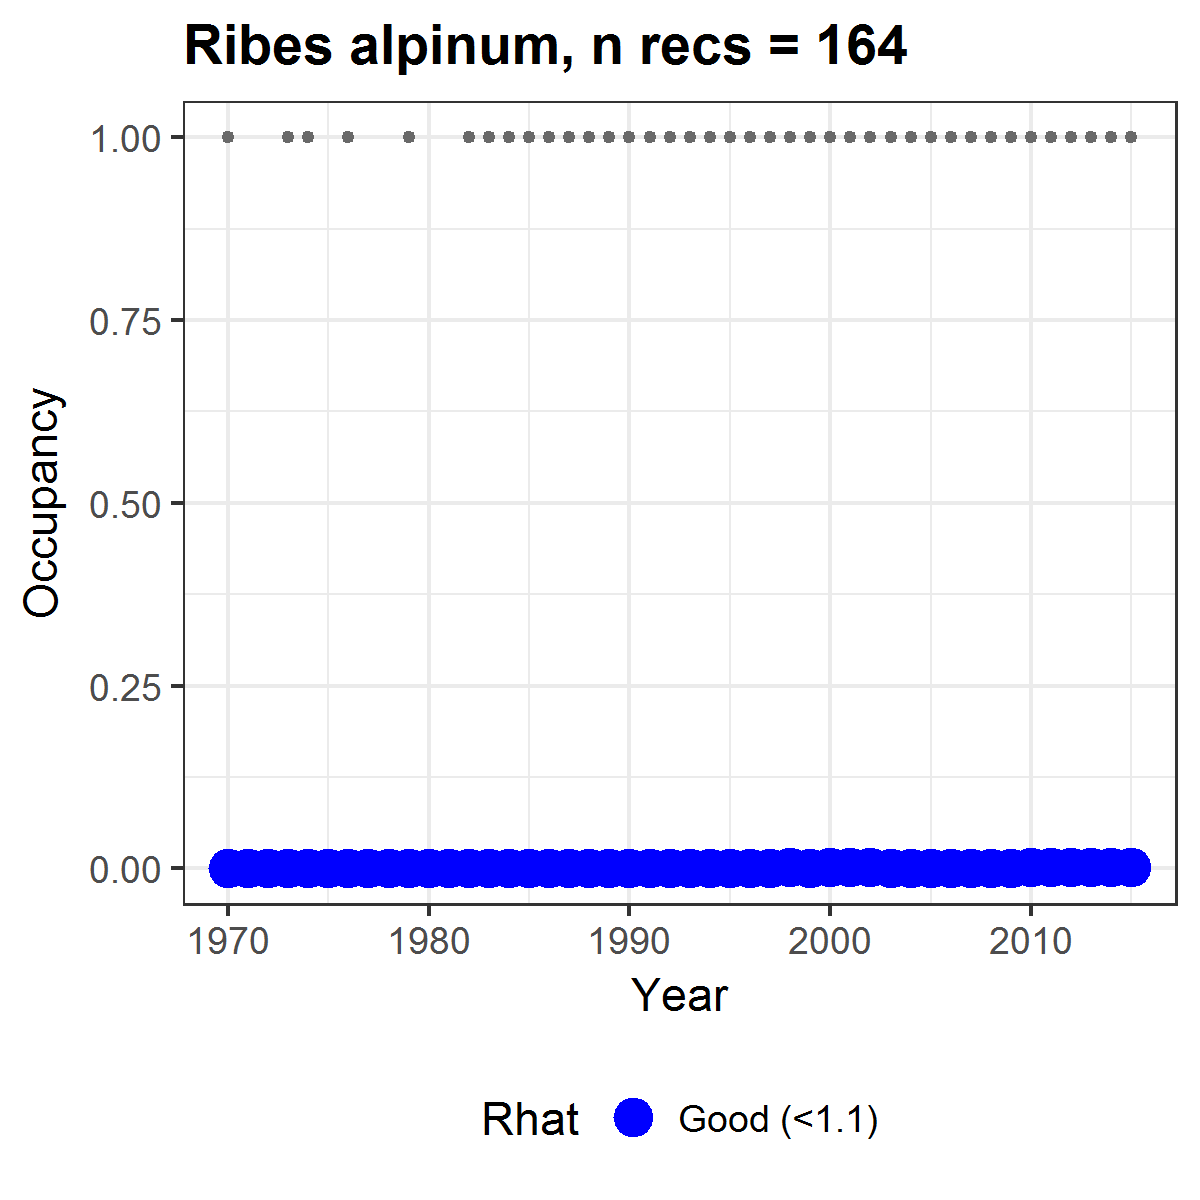 Ribes alpinum, n recs = 164
1.00
0.75
0.50
0.25
0.00
Occupancy
1970 1980 1990 2000 2010
Year
Rhat Good (<1.1)